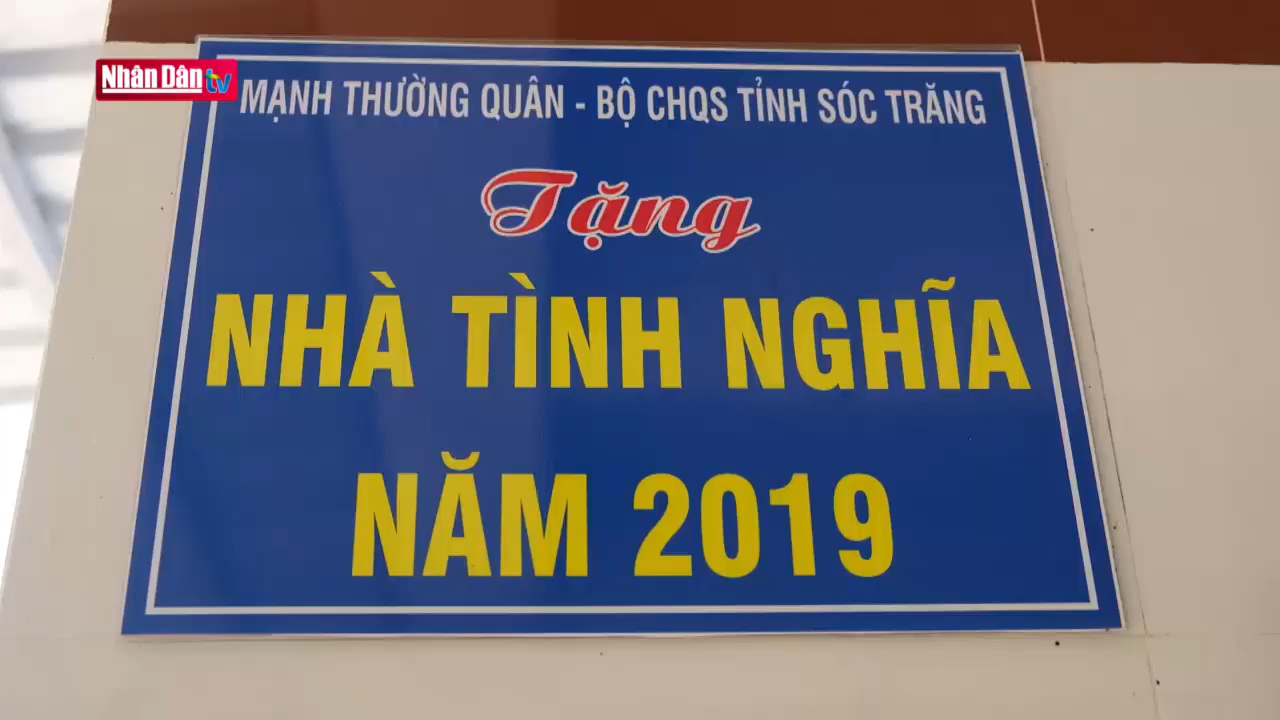 Nhân Dân tv
MẠNH THƯỜNG QUÂN - BỘ CHQS TỈNH SÓC TRĂNG
Tặng
NHÀ TÌNH NGHĨA
NĂM 2019